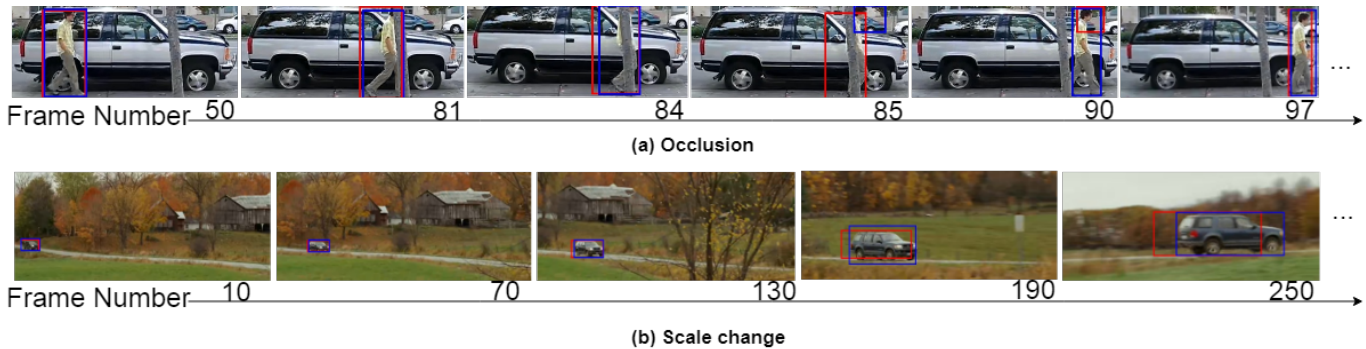 50 81 84 85 90 97 ...
Frame Number
(a) Occlusion
...
10 70 130 190 250
Frame Number
(b) Scale change